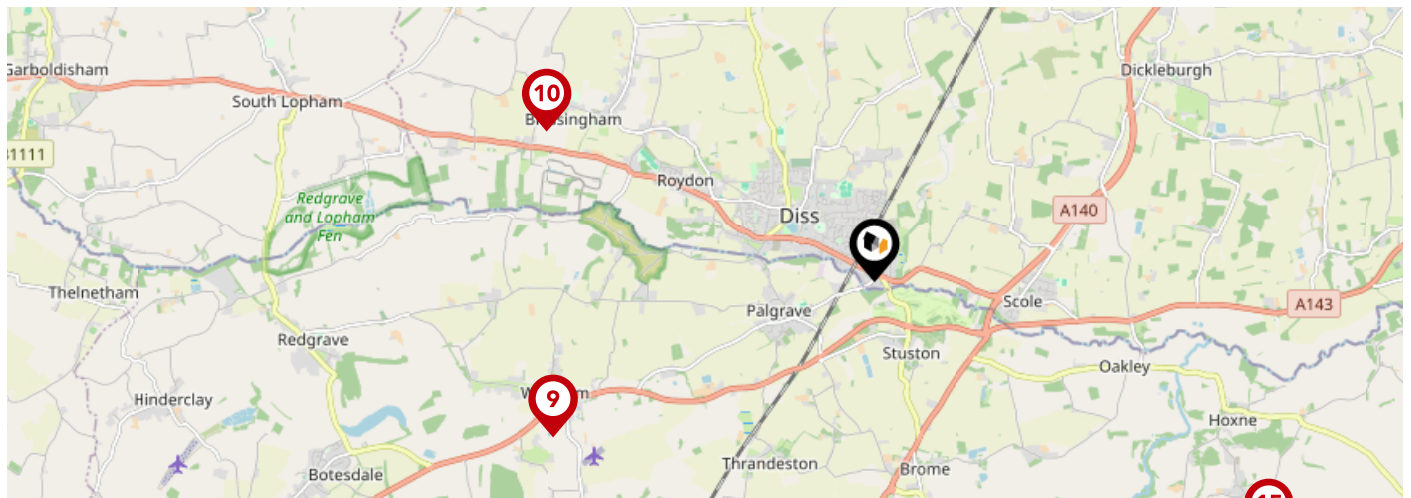 Garboldisham
South Lopham
10
Dickleburgh
Roydon
Redgrave
and Lopham
Fen
Diss
A140
Thelnetham
Palgrave
Scole
A143
Redgrave
Stuston
Oakley
Hinderclay
9
Hoxne
Botesdale
Thrandeston
Brome